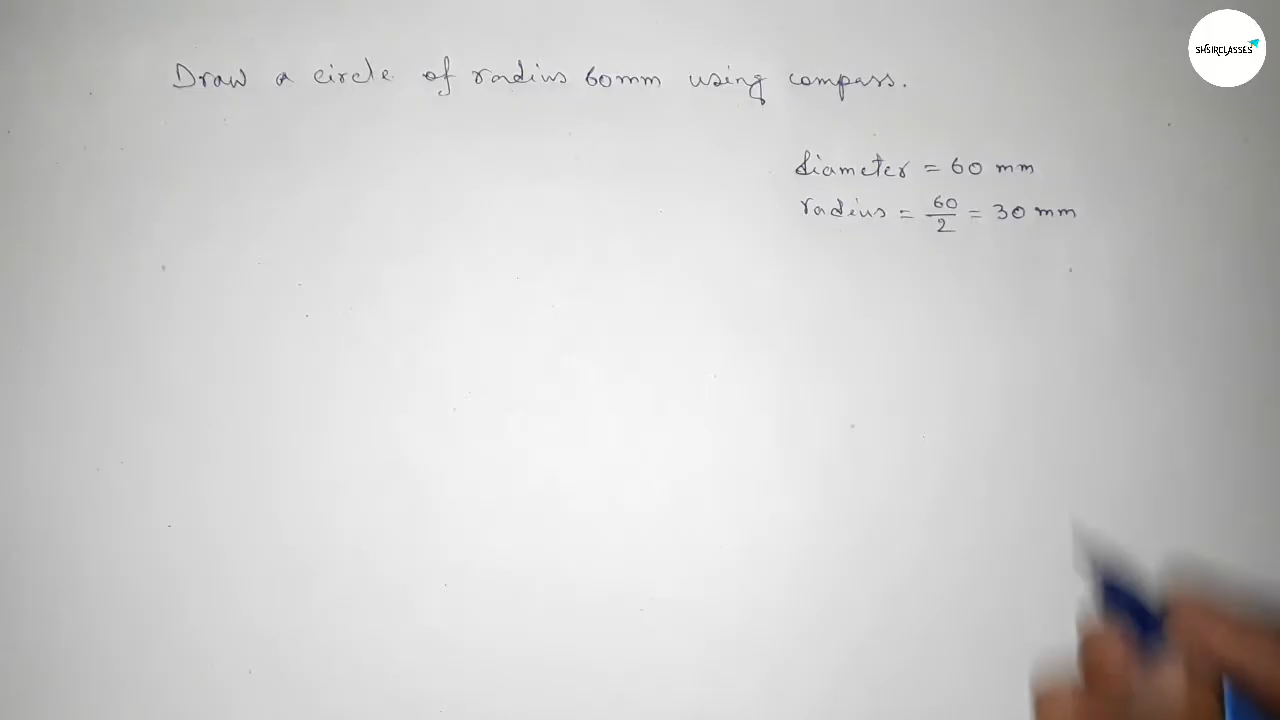 SHSIRCLASSES
Draw a circle of radius 60mm using compass.
diameter = 60 mm
radius = 60/2 = 30 mm